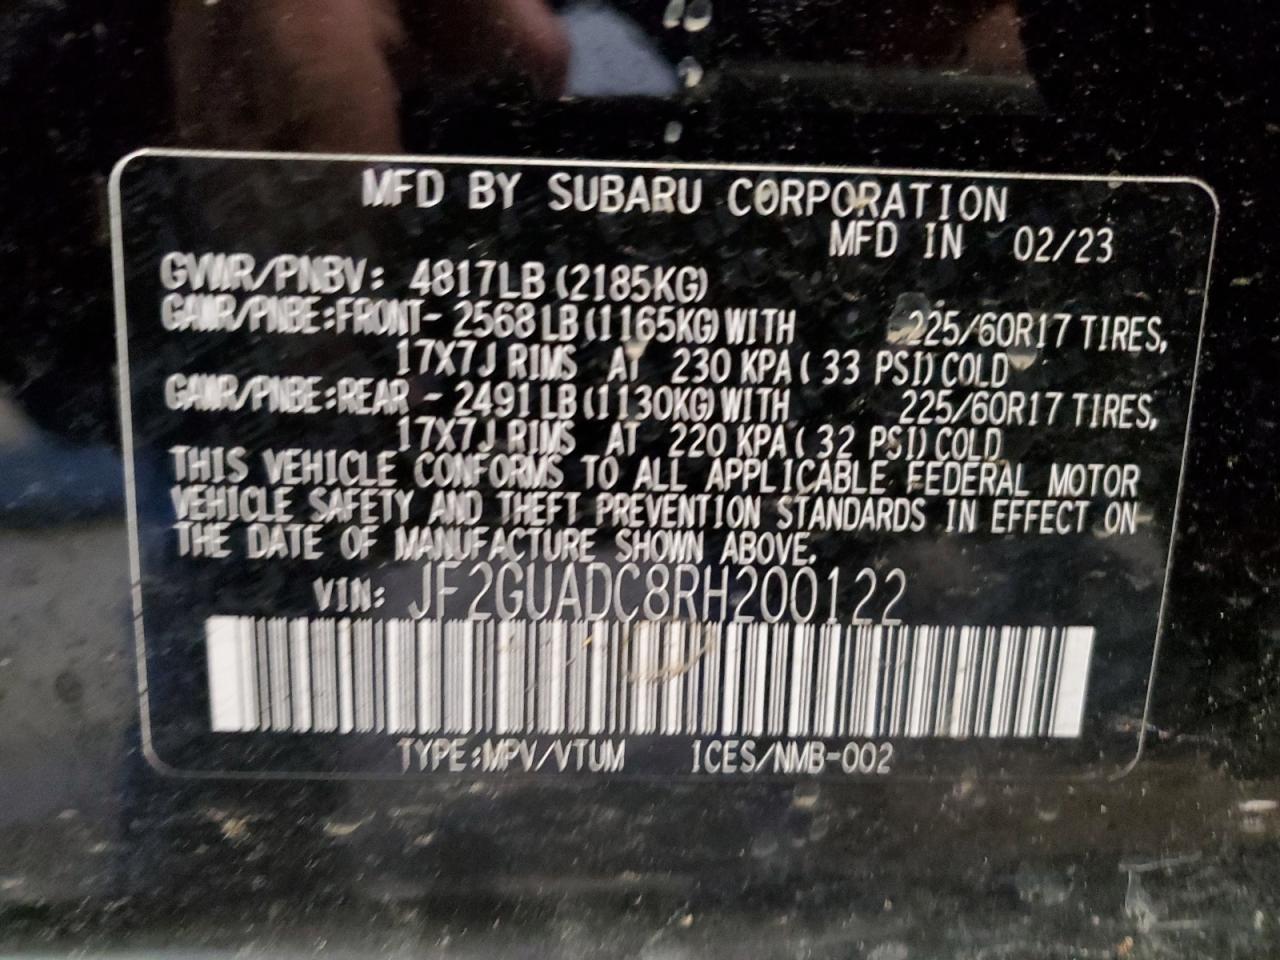 MFD BY SUBARU CORPORATION
MFD IN 02/23
GVWR/PNBV: 4817LB (2185KG)
GAWR/PNBE:FRONT- 2568 LB (1165KG) WITH 225/60R17 TIRES,
17X7J RIMS AT 230 KPA ( 33 PSI) COLD
GAWR/PNBE:REAR - 2491 LB (1130KG) WITH 225/60R17 TIRES,
17X7J RIMS AT 220 KPA ( 32 PSI) COLD
THIS VEHICLE CONFORMS TO ALL APPLICABLE FEDERAL MOTOR
VEHICLE SAFETY AND THEFT PREVENTION STANDARDS IN EFFECT ON
THE DATE OF MANUFACTURE SHOWN ABOVE.
VIN: JF2GUADC8RH200122
TYPE:MPV/VTUM ICES/NMB-002